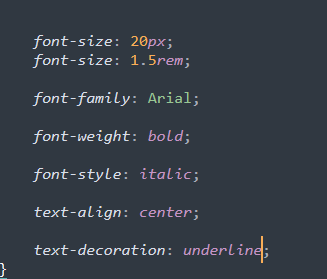 font-size: 20px;
font-size: 1.5rem;
font-family: Arial;
font-weight: bold;
font-style: italic;
text-align: center;
text-decoration: underline;
}